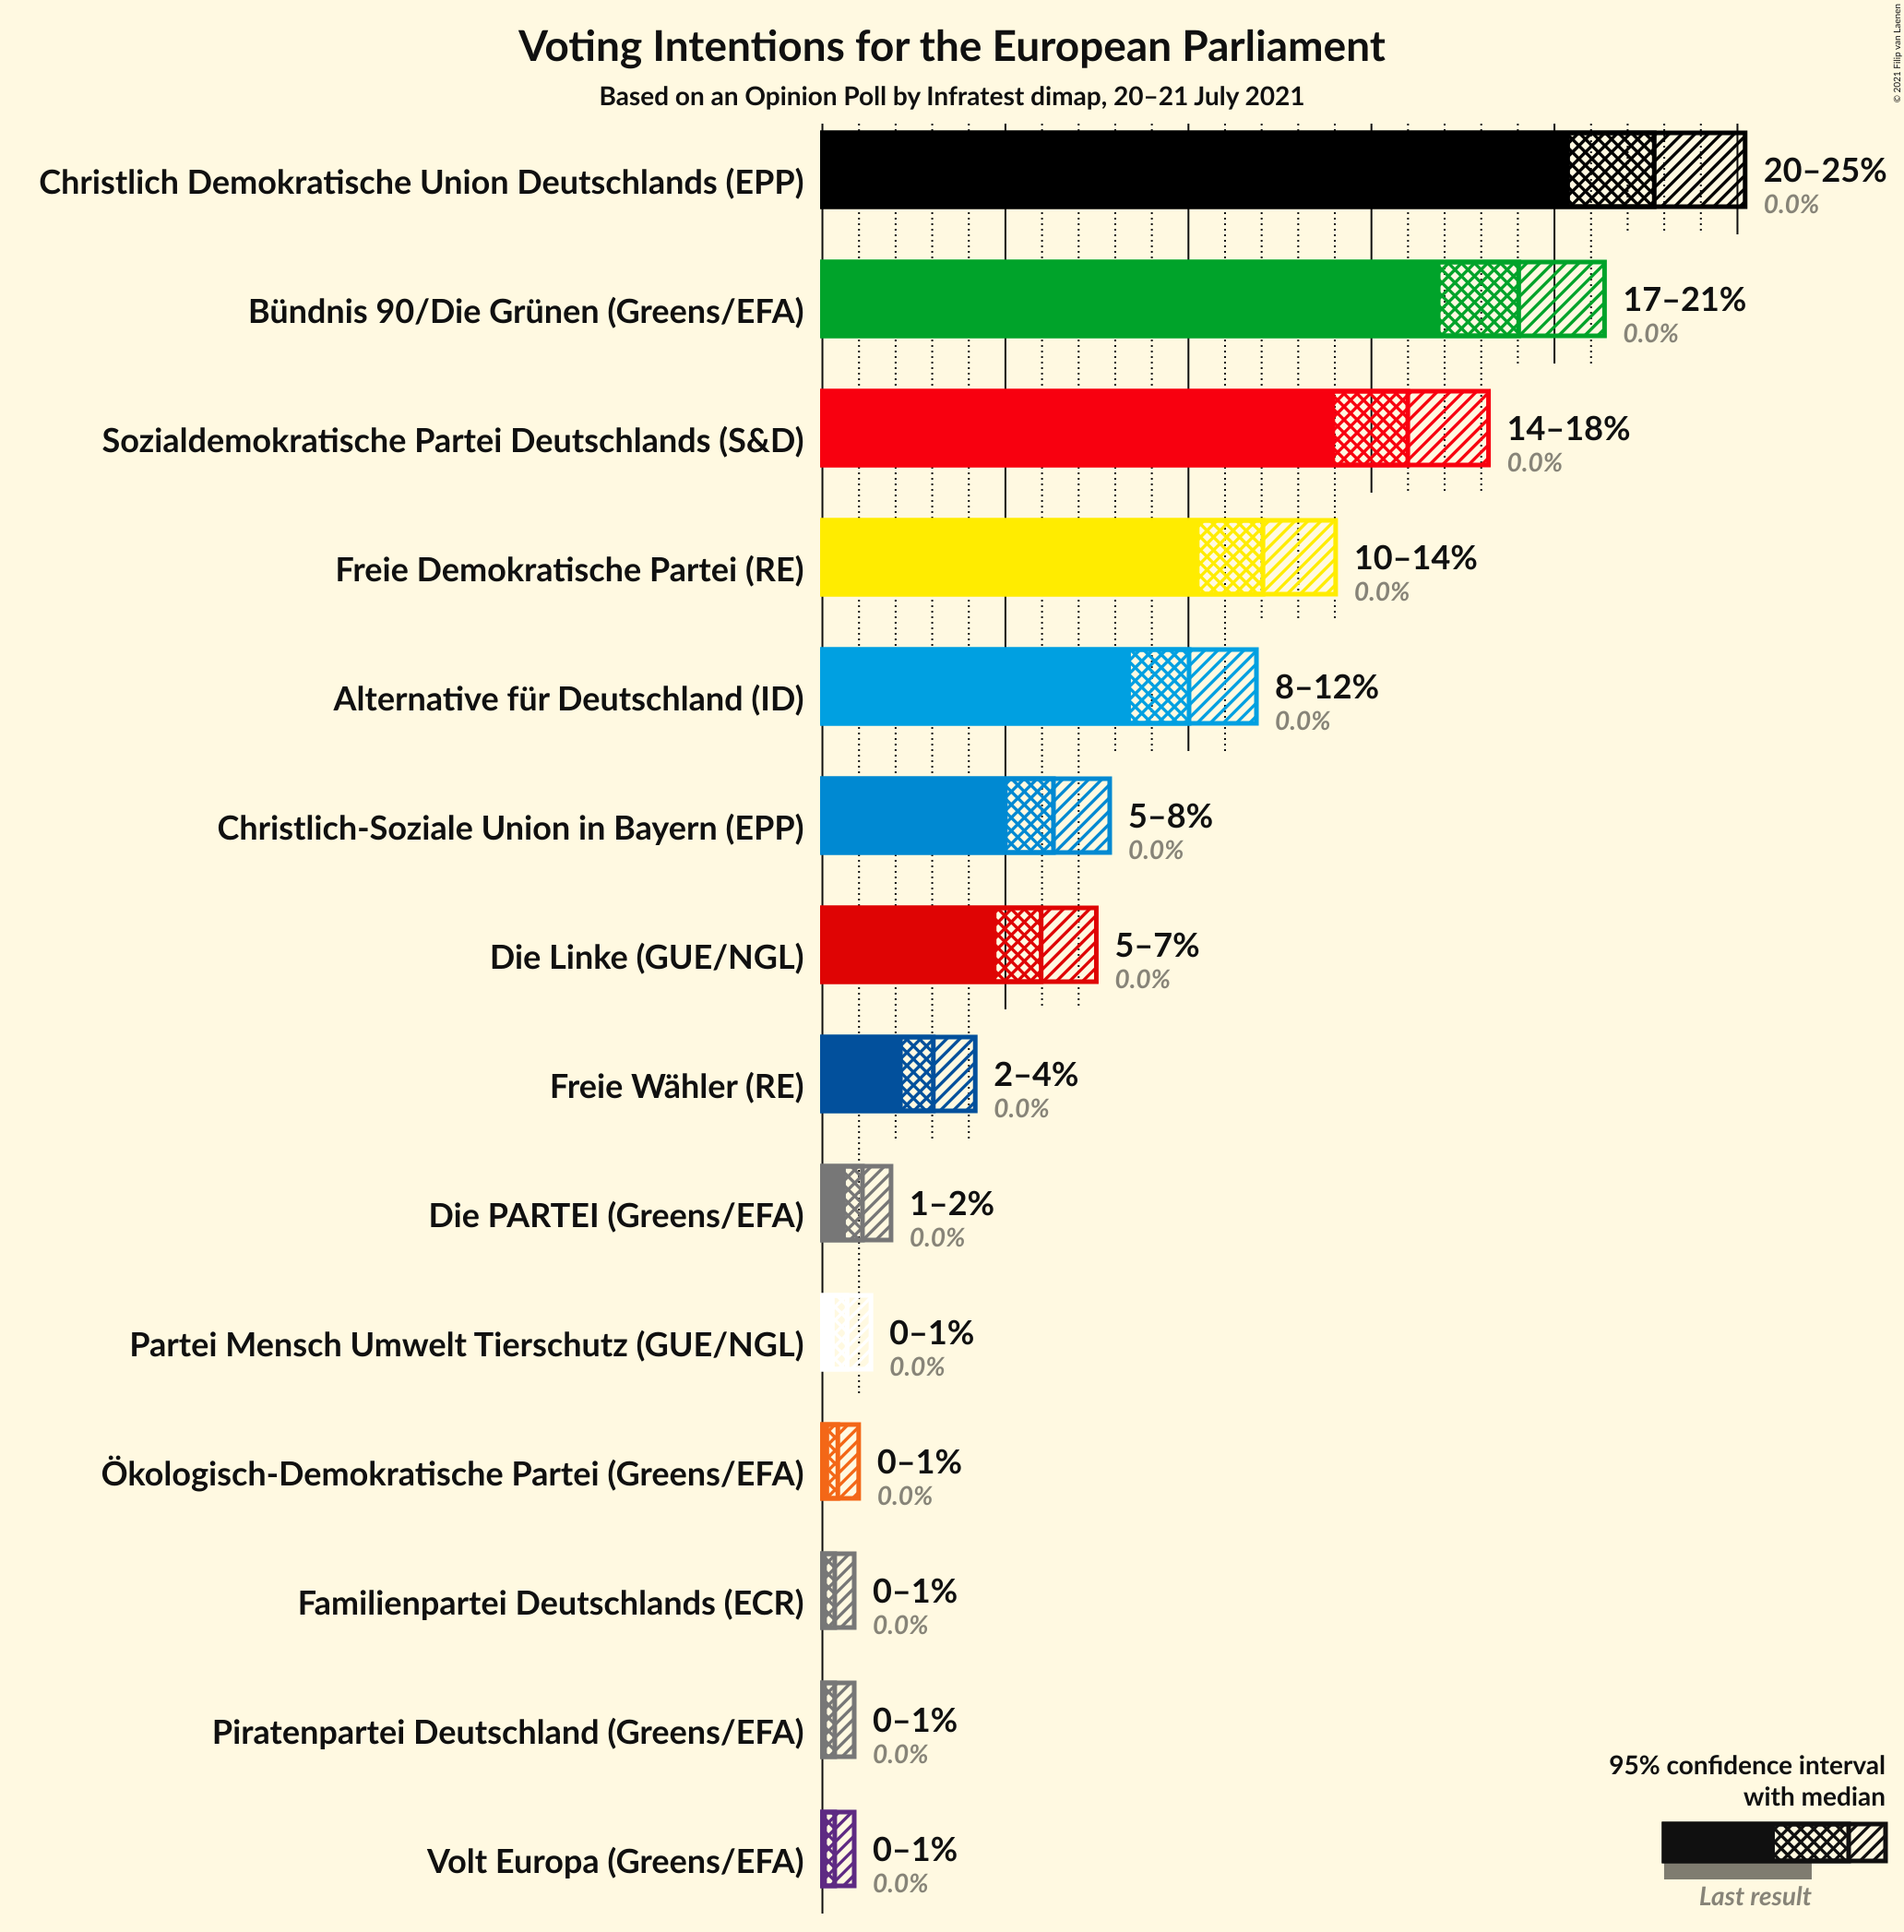 © 2021 Filip van Laenen
Voting Intentions for the European Parliament
Based on an Opinion Poll by Infratest dimap, 20–21 July 2021
Christlich Demokratische Union Deutschlands (EPP)
20–25%
0.0%
Bündnis 90/Die Grünen (Greens/EFA)
17–21%
0.0%
Sozialdemokratische Partei Deutschlands (S&D)
14–18%
0.0%
Freie Demokratische Partei (RE)
10–14%
0.0%
Alternative für Deutschland (ID)
8–12%
0.0%
Christlich-Soziale Union in Bayern (EPP)
5–8%
0.0%
Die Linke (GUE/NGL)
5–7%
0.0%
Freie Wähler (RE)
2–4%
0.0%
Die PARTEI (Greens/EFA)
1–2%
0.0%
Partei Mensch Umwelt Tierschutz (GUE/NGL)
0–1%
0.0%
Ökologisch-Demokratische Partei (Greens/EFA)
0–1%
0.0%
Familienpartei Deutschlands (ECR)
0–1%
0.0%
Piratenpartei Deutschland (Greens/EFA)
0–1%
0.0%
Volt Europa (Greens/EFA)
0–1%
0.0%
95% confidence interval
with median
Last result